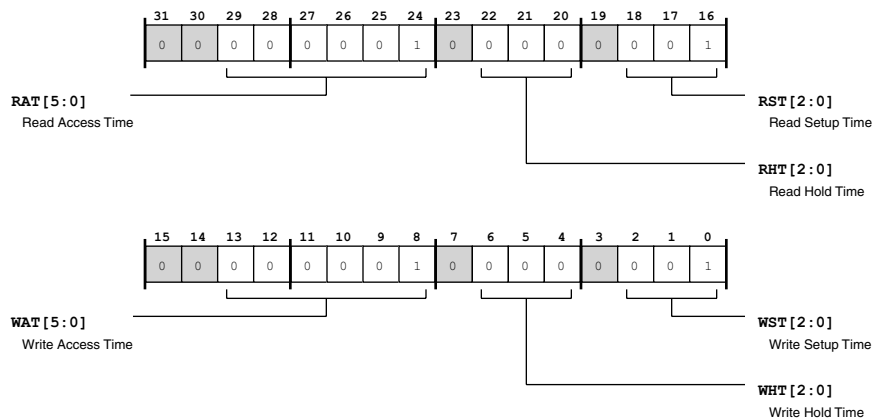 31 30 29 28 27 26 25 24 23 22 21 20 19 18 17 16
0 0 0 0 0 0 0 1 0 0 0 0 0 0 0 1
RAT[5:0]
Read Access Time
RST[2:0]
Read Setup Time
RHT[2:0]
Read Hold Time
15 14 13 12 11 10 9 8 7 6 5 4 3 2 1 0
0 0 0 0 0 0 0 1 0 0 0 0 0 0 0 1
WAT[5:0]
Write Access Time
WST[2:0]
Write Setup Time
WHT[2:0]
Write Hold Time